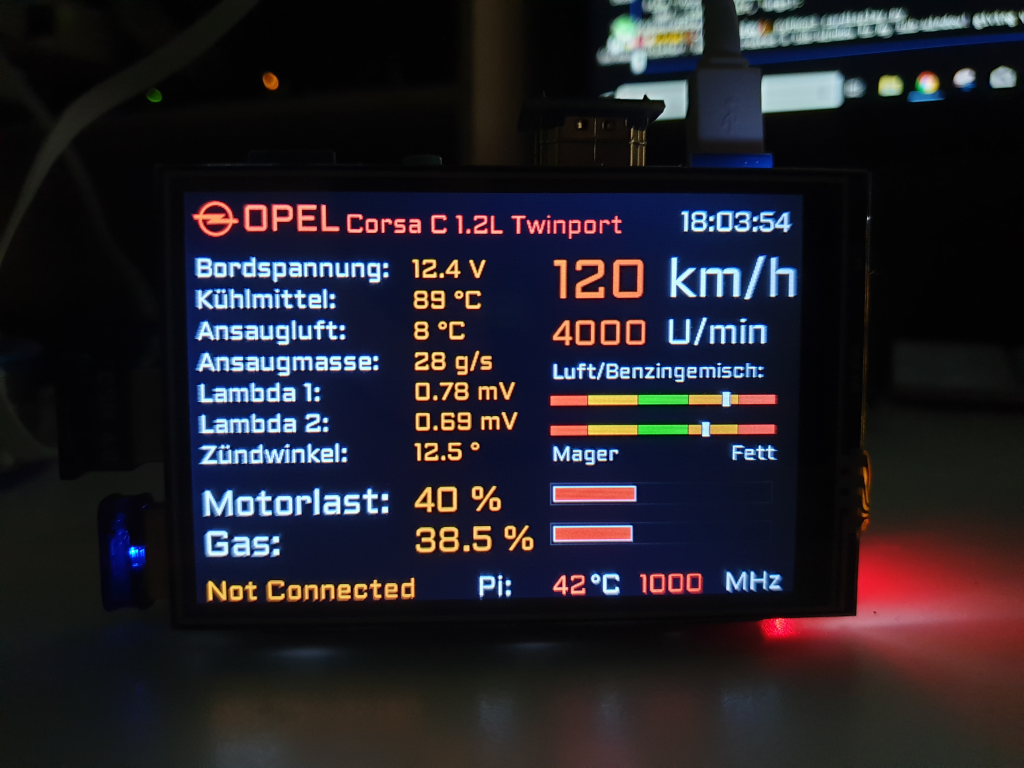 OPEL Corsa C 1.2L Twinport 18:03:54
Bordspannung: 12.4 V
Kühlmittel: 89 °C
Ansaugluft: 8 °C
Ansaugmasse: 28 g/s
Lambda 1: 0.78 mV
Lambda 2: 0.69 mV
Zündwinkel: 12.5 °
Motorlast: 40 %
Gas: 38.5 %
120 km/h
4000 U/min
Luft/Benzingemisch:
Mager Fett
Not Connected Pi: 42 °C 1000 MHz